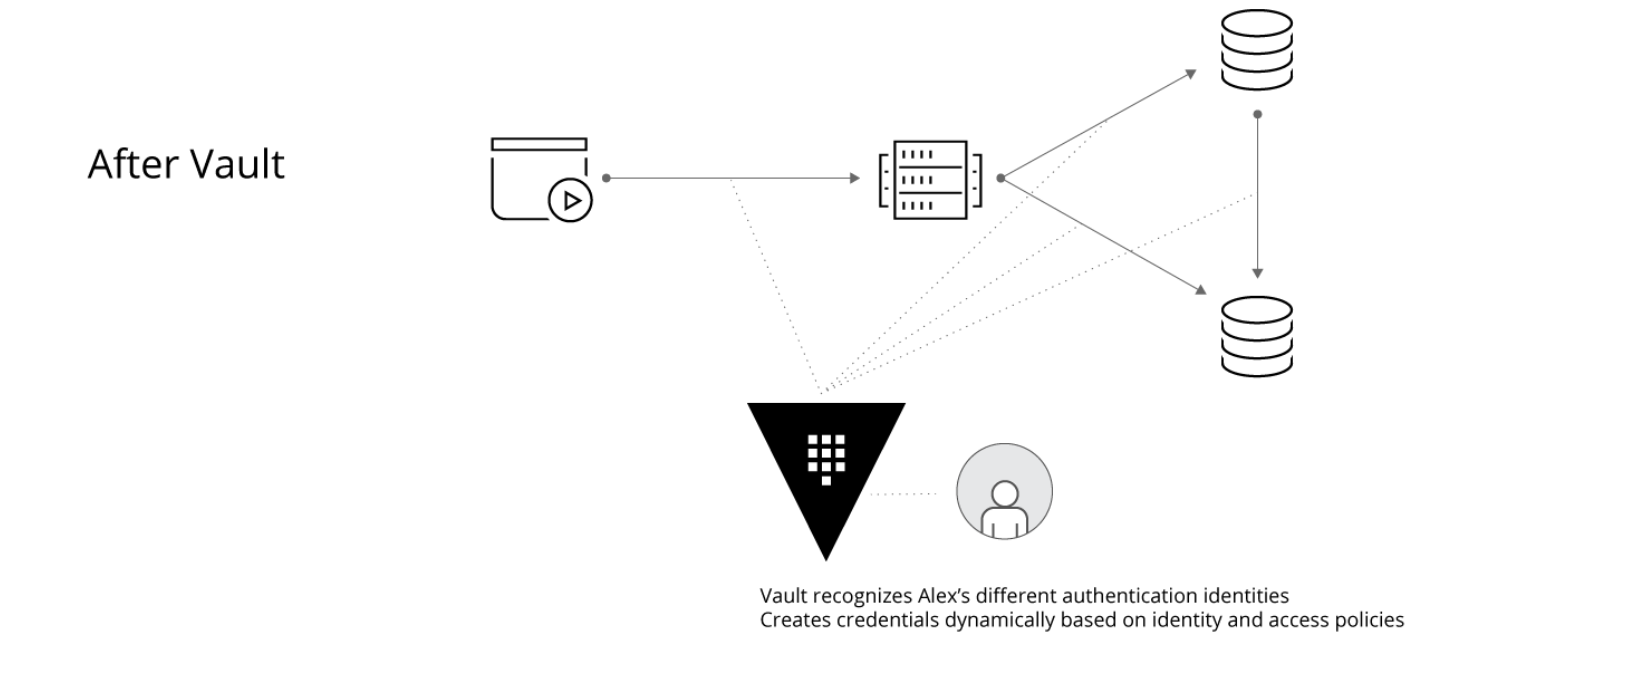 After Vault
Vault recognizes Alex’s different authentication identities
Creates credentials dynamically based on identity and access policies